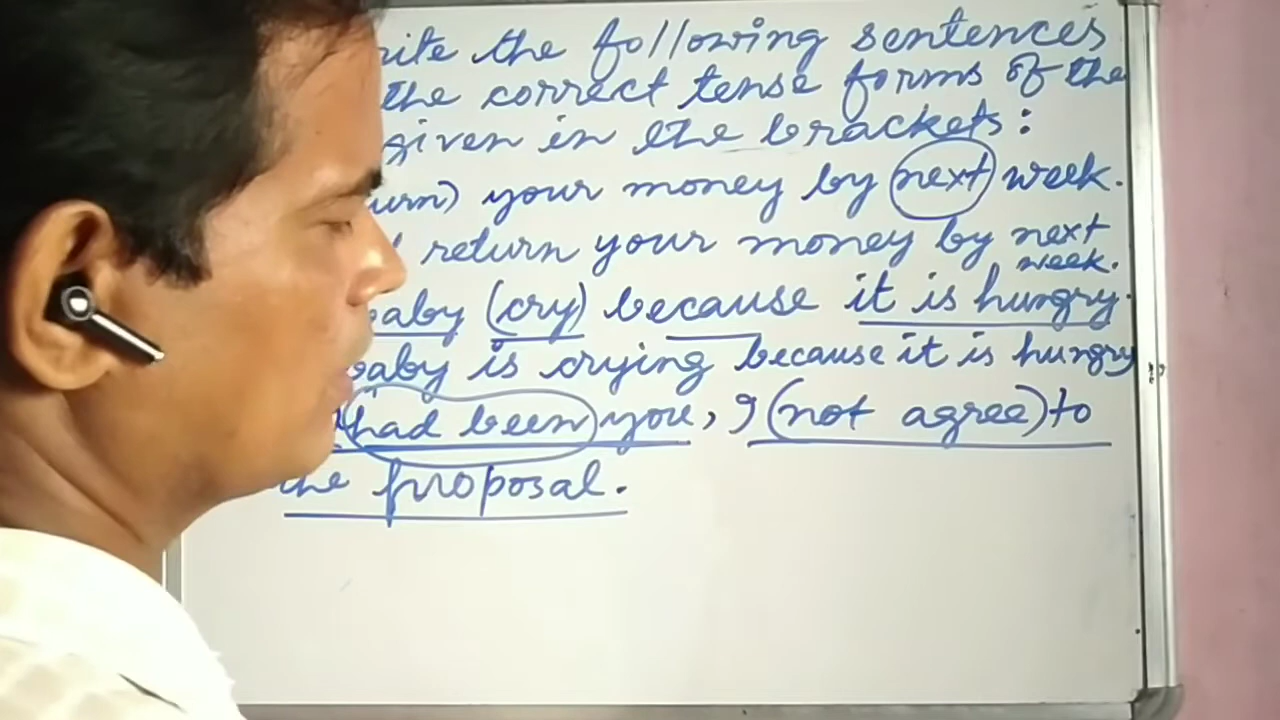 the following sentences
the correct tense forms of the
given in the brackets:
your money by next week.
return your money by next week.
(cry) because it is hungry.
is crying because it is hungry
had been you, I (not agree) to
the proposal.